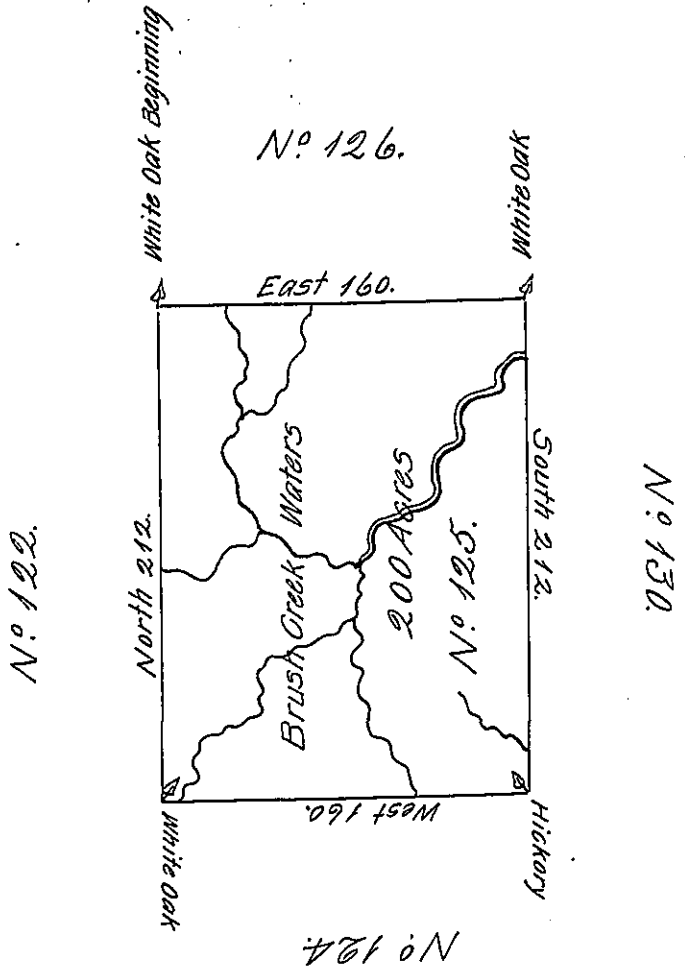 White Oak Beginning
Nº 126.
White Oak
East 160.
North 212.
Nº 122.
Brush Creek Waters
200 Acres
Nº 125.
South 212.
Nº 130.
West 160.
White Oak
Hickory
Nº 124.